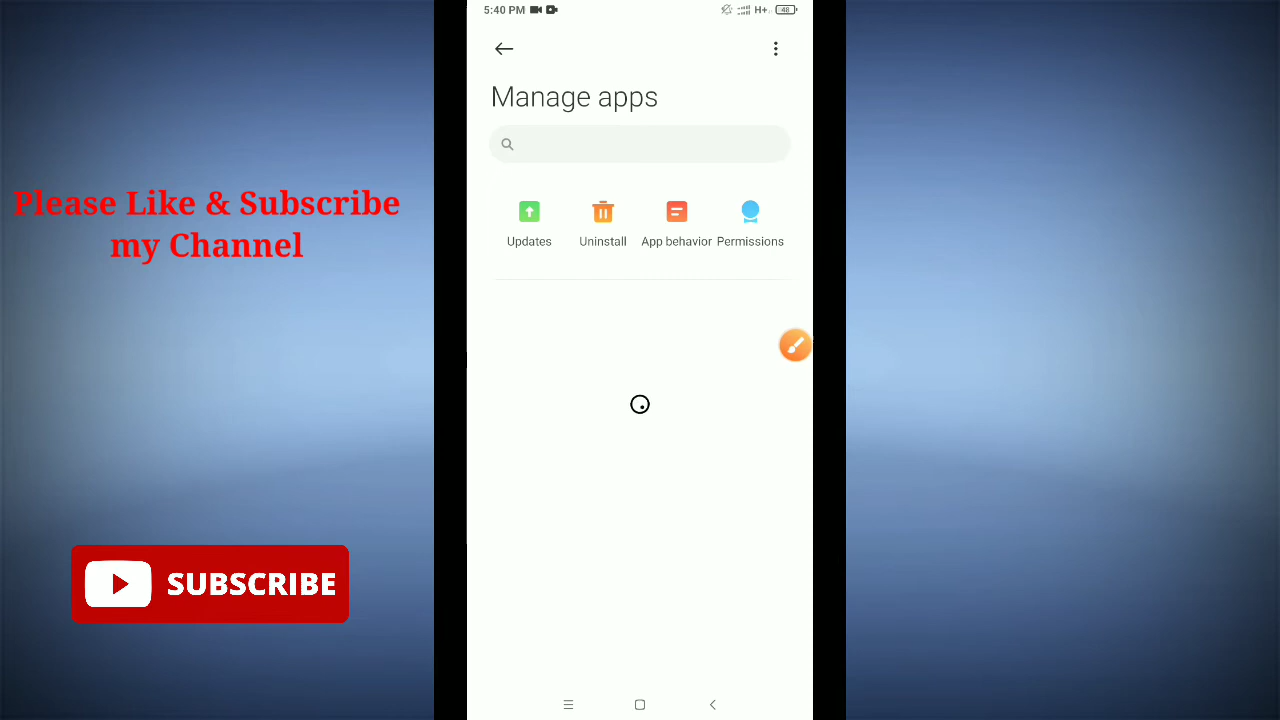 5:40 PM
H+
48
Manage apps
Updates
Uninstall
App behavior
Permissions
Please Like & Subscribe
my Channel
SUBSCRIBE